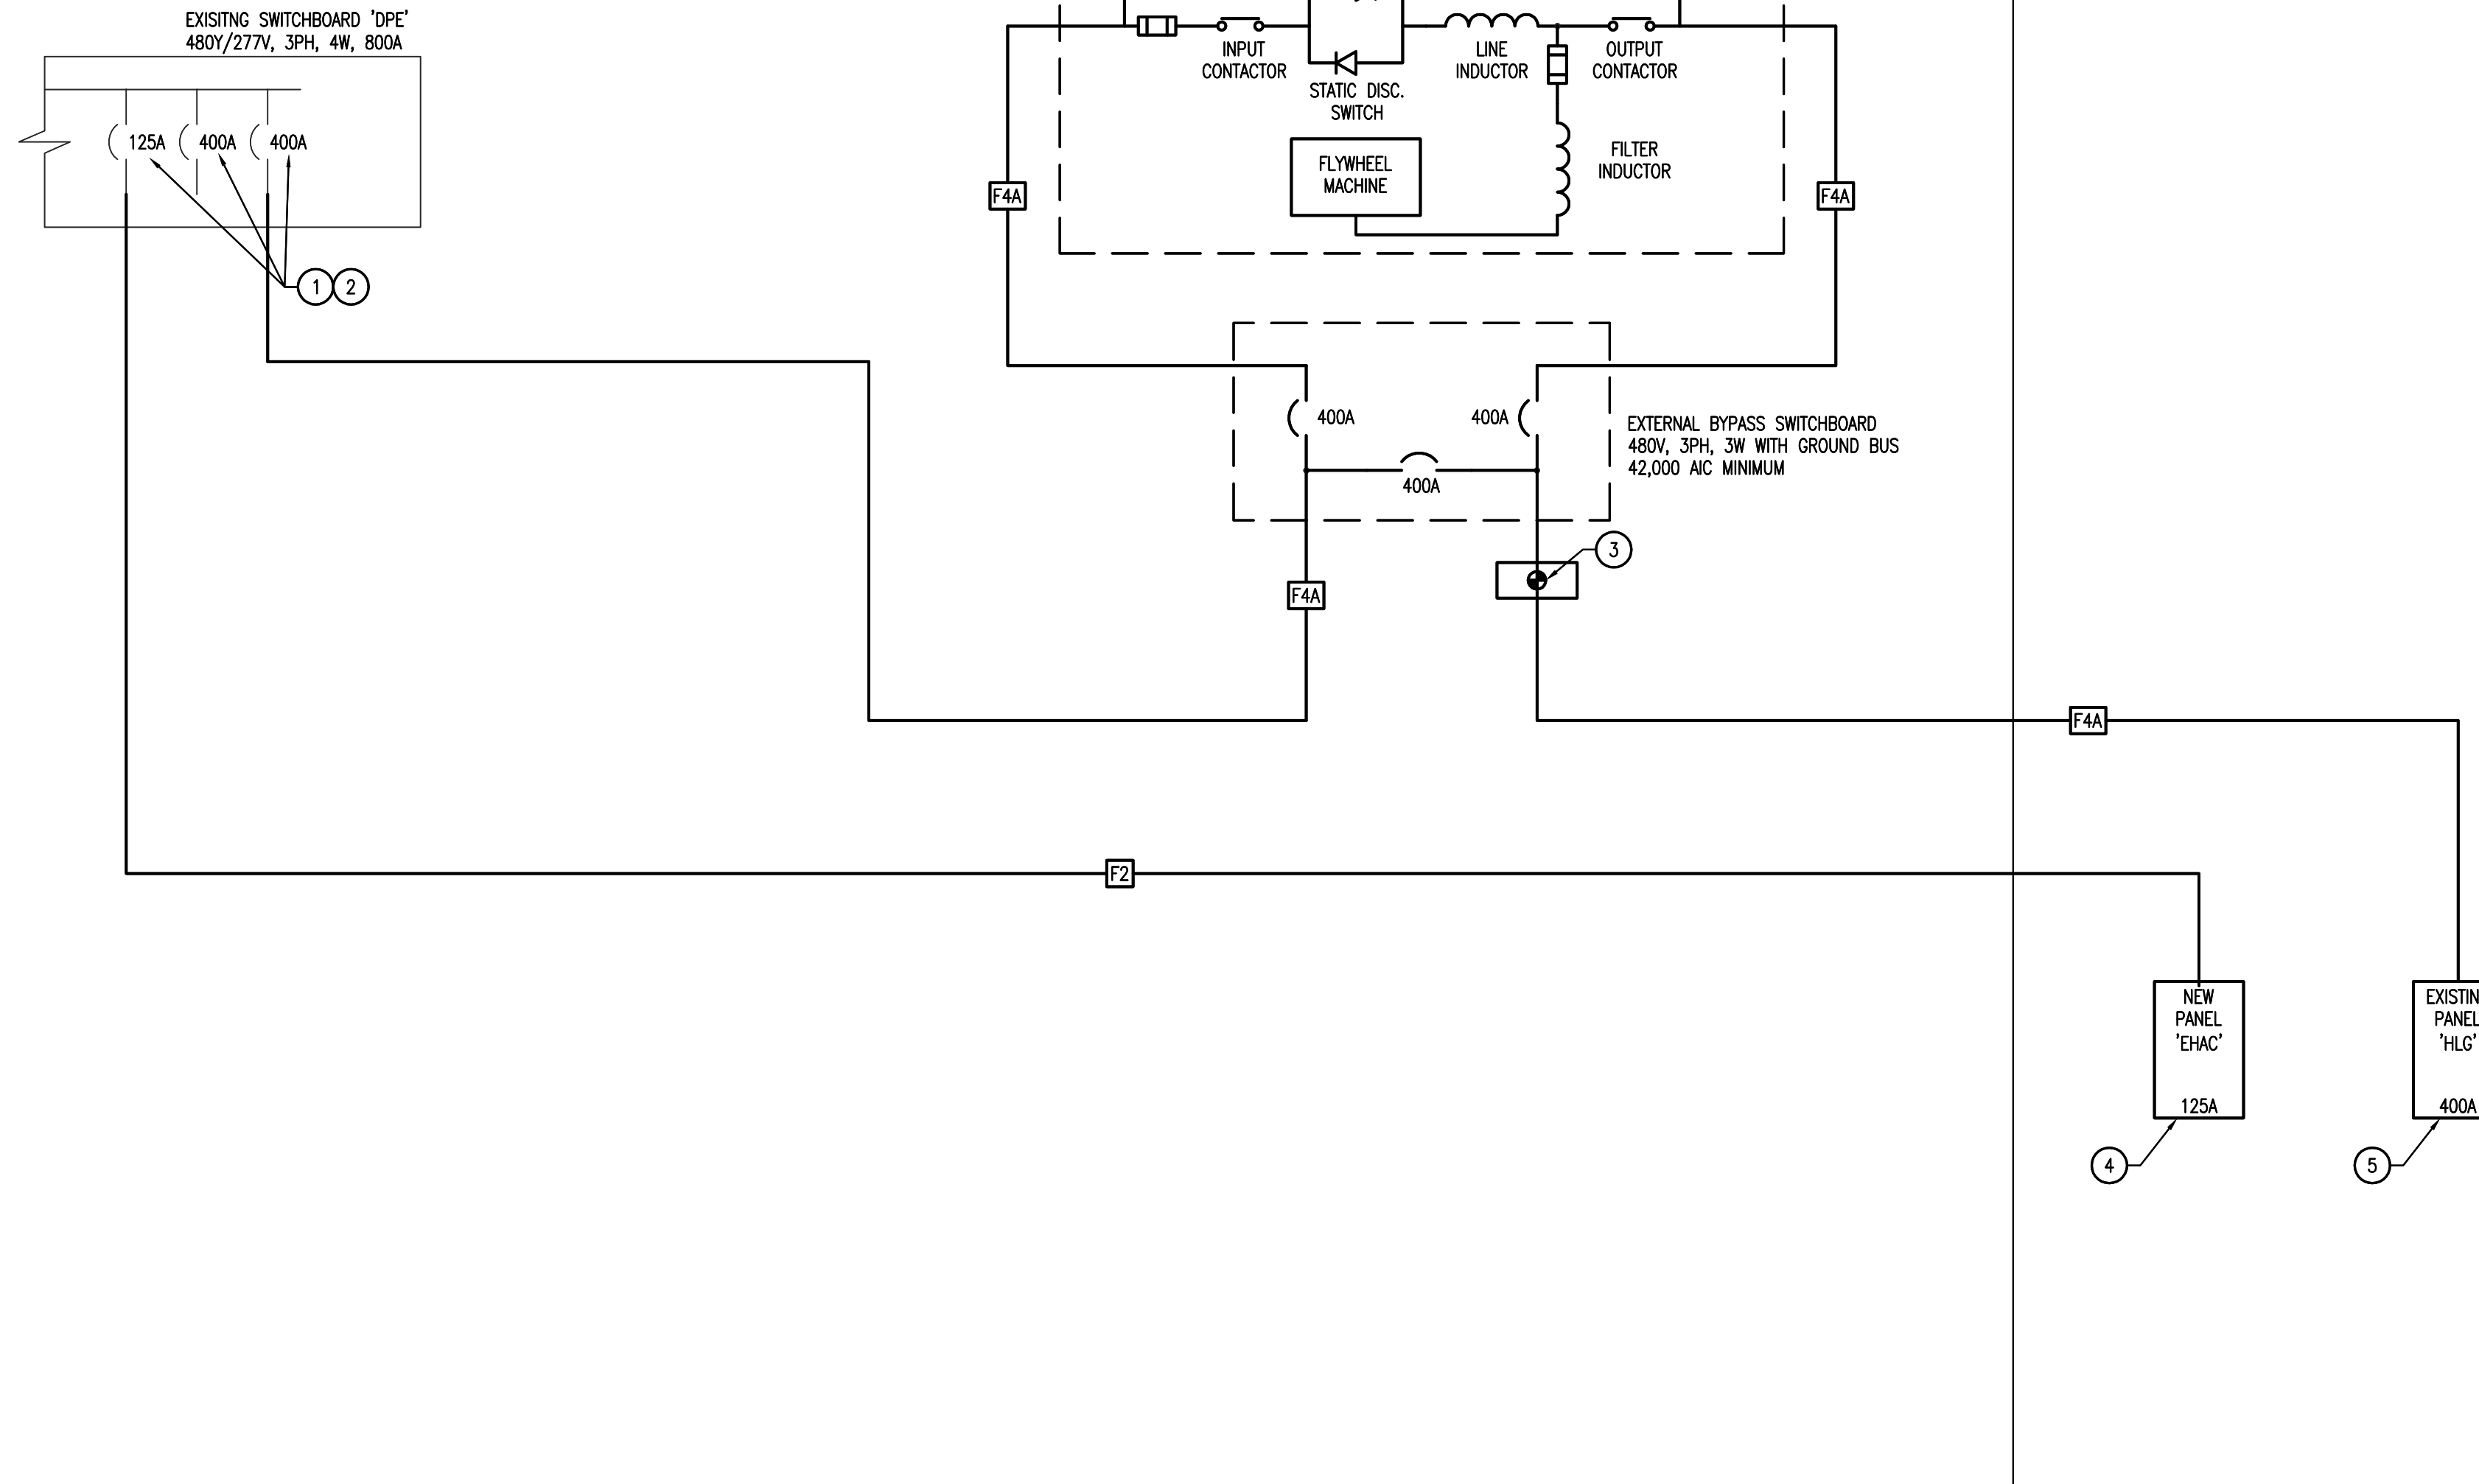 EXISITNG SWITCHBOARD 'DPE'
480Y/277V, 3PH, 4W, 800A
125A
400A
400A
1
2
INPUT
CONTACTOR
STATIC DISC.
SWITCH
LINE
INDUCTOR
OUTPUT
CONTACTOR
FLYWHEEL
MACHINE
FILTER
INDUCTOR
F4A
F4A
400A
400A
400A
EXTERNAL BYPASS SWITCHBOARD
480V, 3PH, 3W WITH GROUND BUS
42,000 AIC MINIMUM
3
F4A
F4A
F2
NEW
PANEL
'EHAC'
125A
4
EXISTIN
PANEL
'HLG'
400A
5